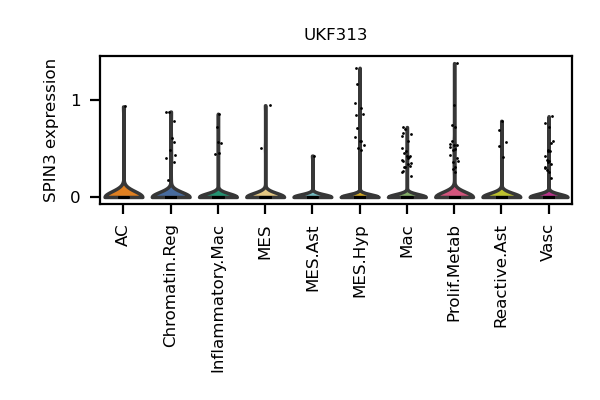 UKF313
SPIN3 expression
1
0
AC
Chromatin.Reg
Inflammatory.Mac
MES
MES.Ast
MES.Hyp
Mac
Prolif.Metab
Reactive.Ast
Vasc